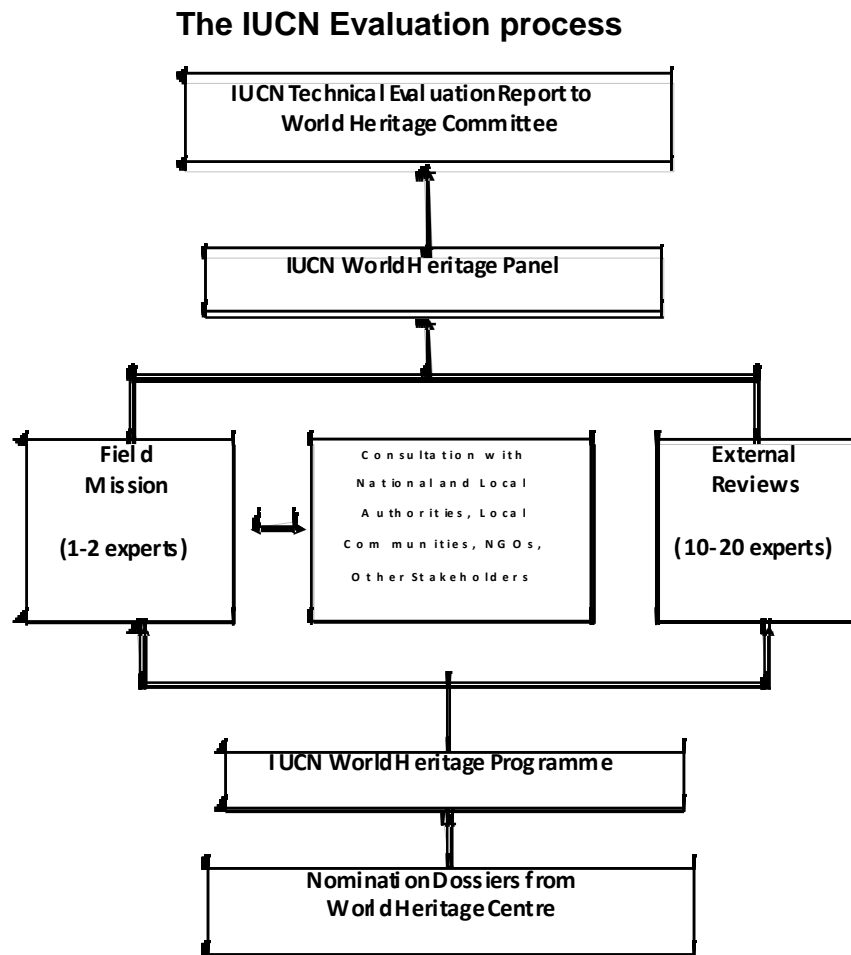 The IUCN Evaluation process
IUCN Technical Evaluation Report to
World Heritage Committee
IUCN World Heritage Panel
Field
Mission
(1-2 experts)
Consultation with
National and Local
Authorities, Local
Communities, NGOs,
Other Stakeholders
External
Reviews
(10-20 experts)
IUCN World Heritage Programme
Nomination Dossiers from
World Heritage Centre